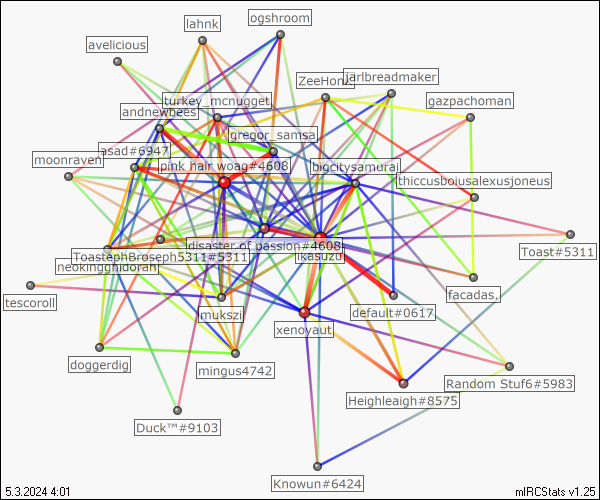 ogshroom
lahnk
avelicious
ZeeHonk
jarlbreadmaker
turkey_mcnugget
gazpachoman
andnewbees
gregor_samsa
asad#6947
moonraven
pink hair woag#4608
bigcitysamurai
thiccusboiusalexusjoneus
disaster of passion#4608
Toast#5311
ToastephBroseph5311#5311
ikasuzu
neokingghidorah
tescoroll
facadas.
mukszi
default#0617
xenoyaut
doggerdig
mingus4742
Random Stuf6#5983
Heighleaigh#8575
Duck™#9103
Knowun#6424
5.3.2024 4:01
mIRCStats v1.25